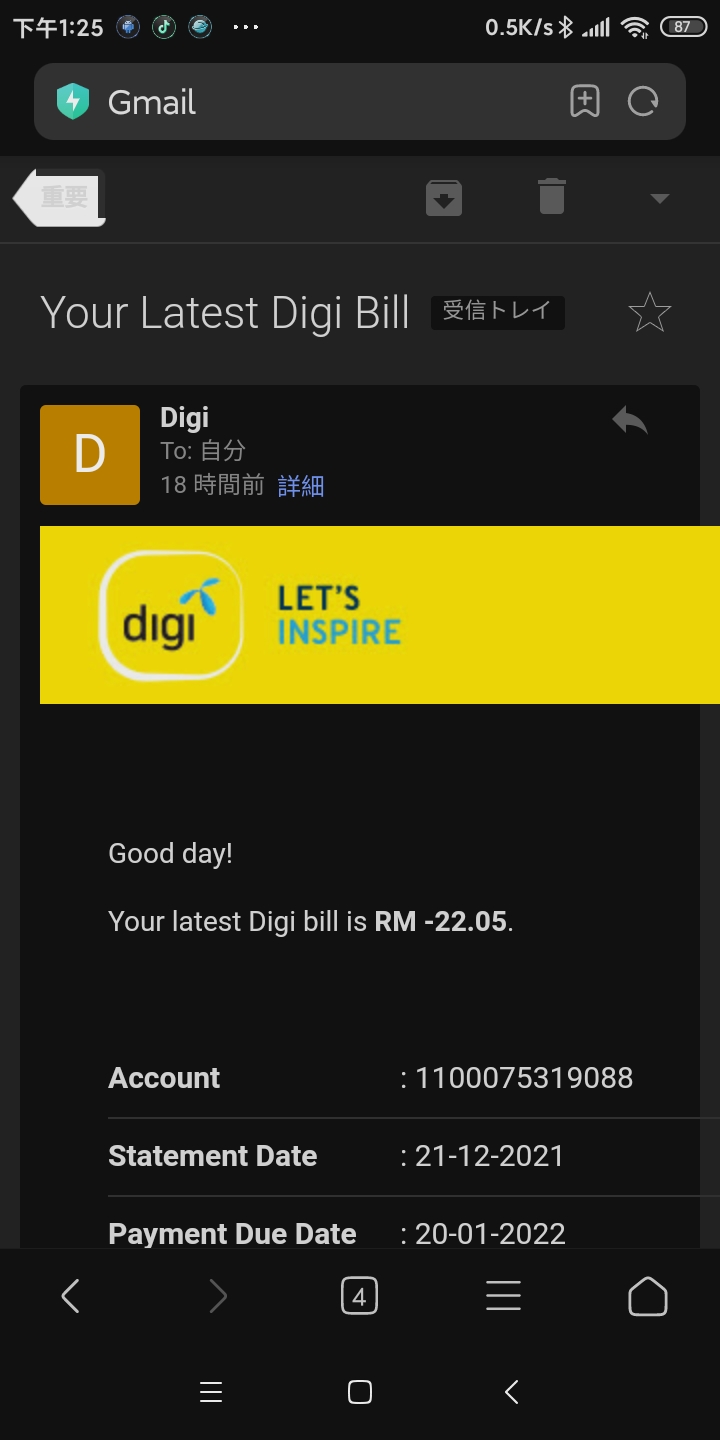 下午1:25
0.5K/s
87
Gmail
重要
Your Latest Digi Bill
受信トレイ
D
Digi
To: 自分
18 時間前 詳細
digi
LET'S
INSPIRE
Good day!
Your latest Digi bill is RM -22.05.
Account : 1100075319088
Statement Date : 21-12-2021
Payment Due Date : 20-01-2022
4